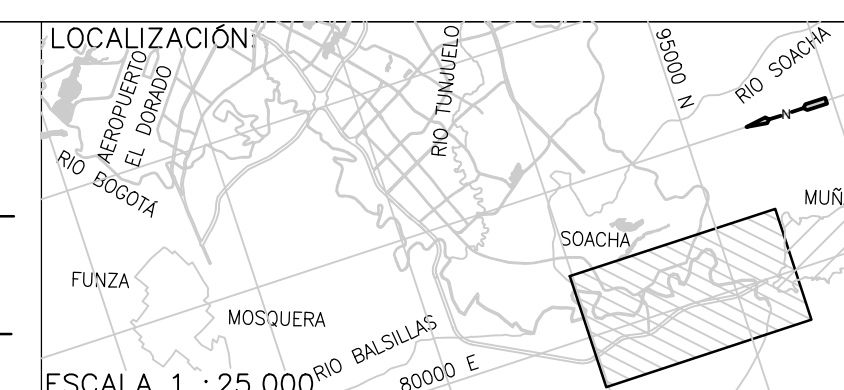 LOCALIZACIÓN:
AEROPUERTO
EL DORADO
RIO BOGOTÁ
RIO TUNJUELO
95000 N
RIO SOACHA
N
MUÑ
SOACHA
FUNZA
MOSQUERA
RIO BALSILLAS
80000 E
ESCALA 1 : 25.000